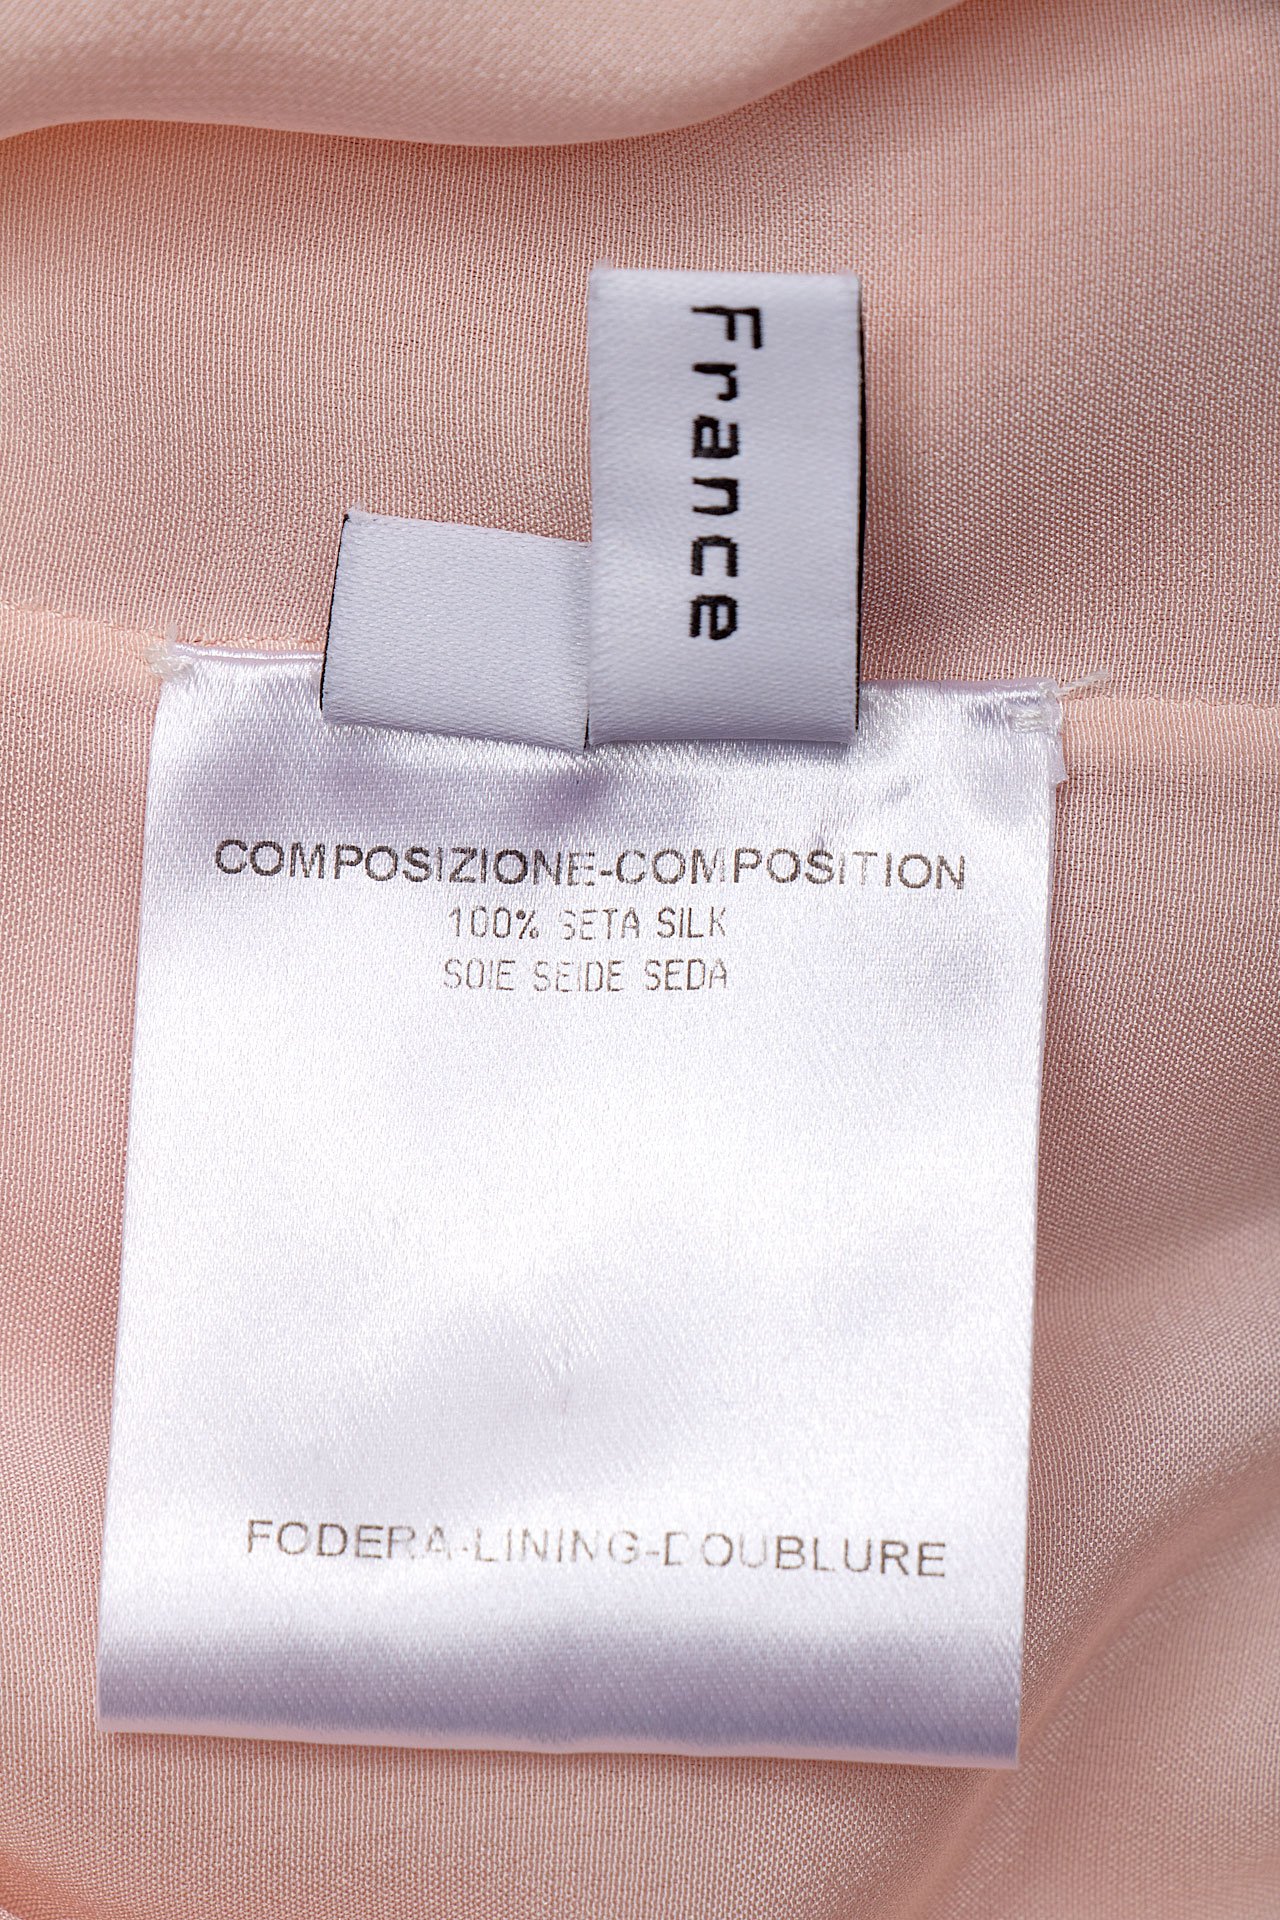 France
COMPOSIZIONE-COMPOSITION
100% SETA SILK
SOIE SEIDE SEDA
FODERA-LINING-DOUBLURE